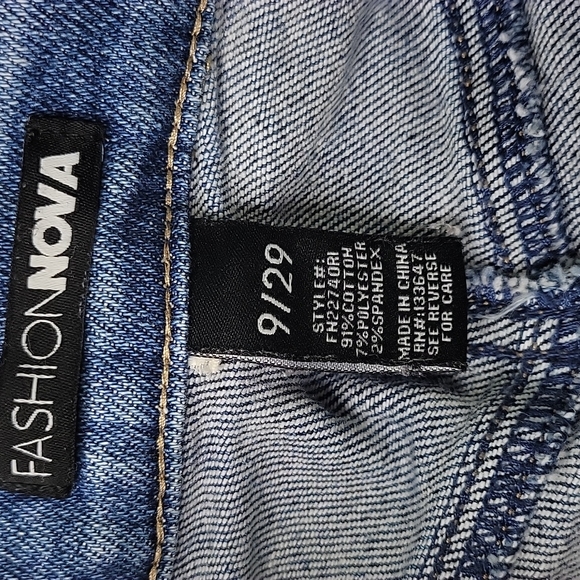 FASHIONNOVA
9/29
STYLE#:
FN22740RI
91%COTTON
7%POLYESTER
2%SPANDEX
MADE IN CHINA
RN#:133647
SEE REVERSE
FOR CARE